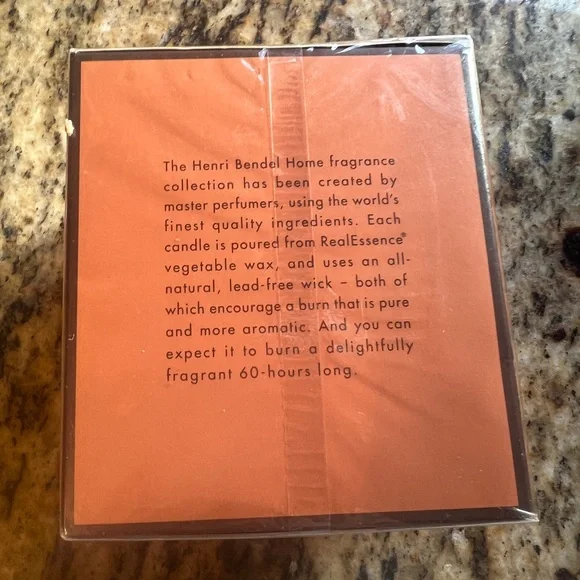 The Henri Bendel Home fragrance
collection has been created by
master perfumers, using the world's
finest quality ingredients. Each
candle is poured from RealEssence®
vegetable wax, and uses an all-
natural, lead-free wick – both of
which encourage a burn that is pure
and more aromatic. And you can
expect it to burn a delightfully
fragrant 60-hours long.